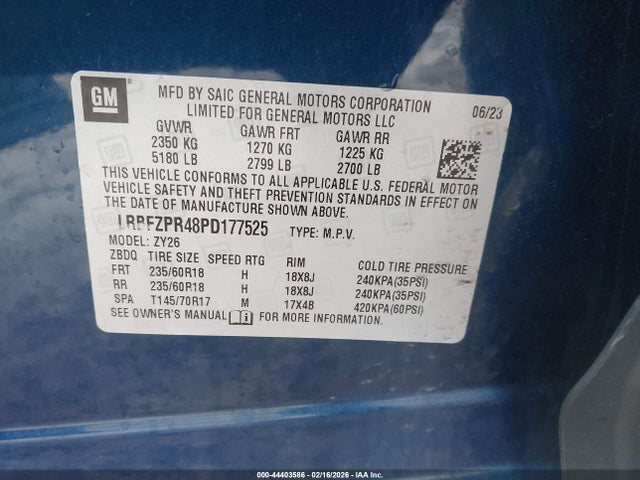 GM
MFD BY SAIC GENERAL MOTORS CORPORATION 06/23
LIMITED FOR GENERAL MOTORS LLC
GVWR GAWR FRT GAWR RR
2350 KG 1270 KG 1225 KG
5180 LB 2799 LB 2700 LB
THIS VEHICLE CONFORMS TO ALL APPLICABLE U.S. FEDERAL MOTOR
VEHICLE SAFETY AND THEFT PREVENTION STANDARDS IN EFFECT ON
THE DATE OF MANUFACTURE SHOWN ABOVE.
LRBFZPR48PD177525 TYPE: M.P.V.
MODEL: ZY26
ZBDQ TIRE SIZE SPEED RTG RIM COLD TIRE PRESSURE
FRT 235/60R18 H 18X8J 240KPA(35PSI)
RR 235/60R18 H 18X8J 240KPA(35PSI)
SPA T145/70R17 M 17X4B 420KPA(60PSI)
SEE OWNER'S MANUAL FOR MORE INFORMATION.
000-44403586 - 02/16/2026 - IAA Inc.